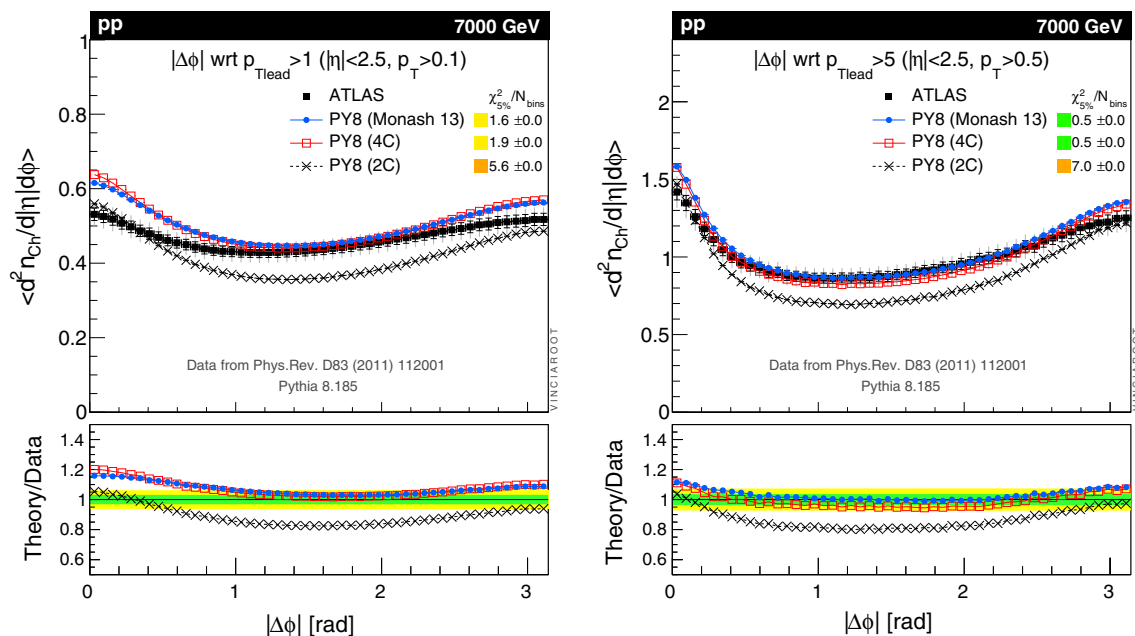 pp 7000 GeV
|Δϕ| wrt p_Tlead>1 (|η|<2.5, p_T>0.1)
ATLAS
PY8 (Monash 13)
PY8 (4C)
PY8 (2C)
χ²_5%/N_bins
1.6 ±0.0
1.9 ±0.0
5.6 ±0.0
<d²n_Ch/d|η|dϕ>
1
0.8
0.6
0.4
0.2
0
Data from Phys.Rev. D83 (2011) 112001
Pythia 8.185
VINCIAROOT
Theory/Data
1.4
1.2
1
0.8
0.6
0 1 2 3
|Δϕ| [rad]
pp 7000 GeV
|Δϕ| wrt p_Tlead>5 (|η|<2.5, p_T>0.5)
ATLAS
PY8 (Monash 13)
PY8 (4C)
PY8 (2C)
χ²_5%/N_bins
0.5 ±0.0
0.5 ±0.0
7.0 ±0.0
<d²n_Ch/d|η|dϕ>
2
1.5
1
0.5
0
Data from Phys.Rev. D83 (2011) 112001
Pythia 8.185
VINCIAROOT
Theory/Data
1.4
1.2
1
0.8
0.6
0 1 2 3
|Δϕ| [rad]